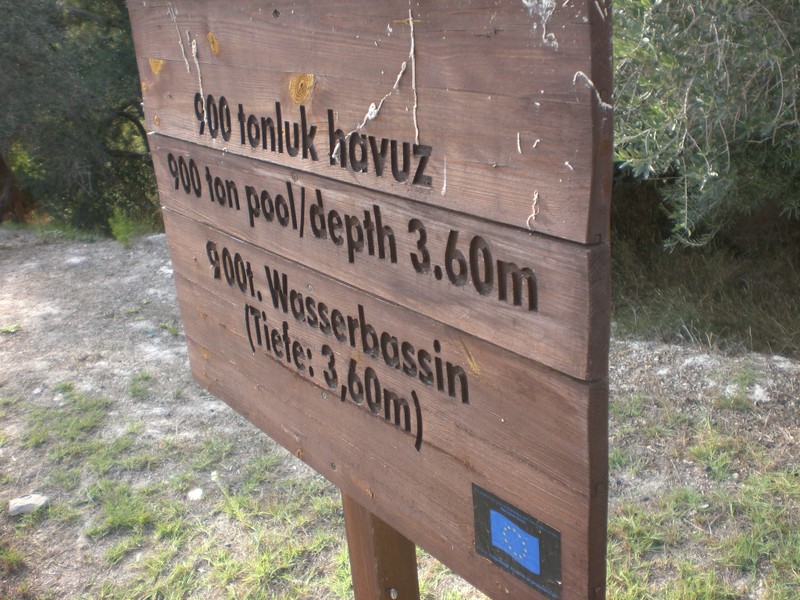 900 tonluk havuz
900 ton pool/depth 3.60m
900t. Wasserbassin
(Tiefe: 3,60m)